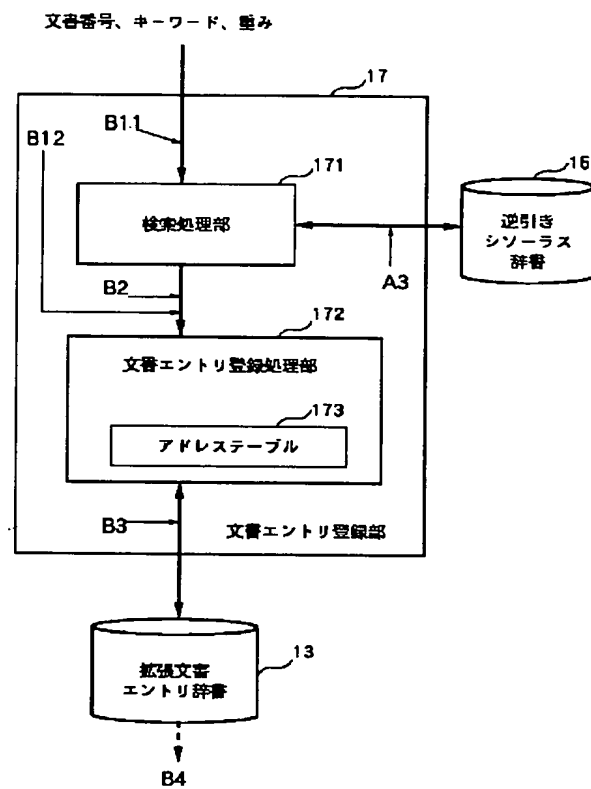 文書番号、キーワード、重み
17
B11
B12
171
検索処理部
16
逆引き
シソーラス
辞書
A3
B2
172
文書エントリ登録処理部
173
アドレステーブル
B3
文書エントリ登録部
13
拡張文書
エントリ辞書
B4